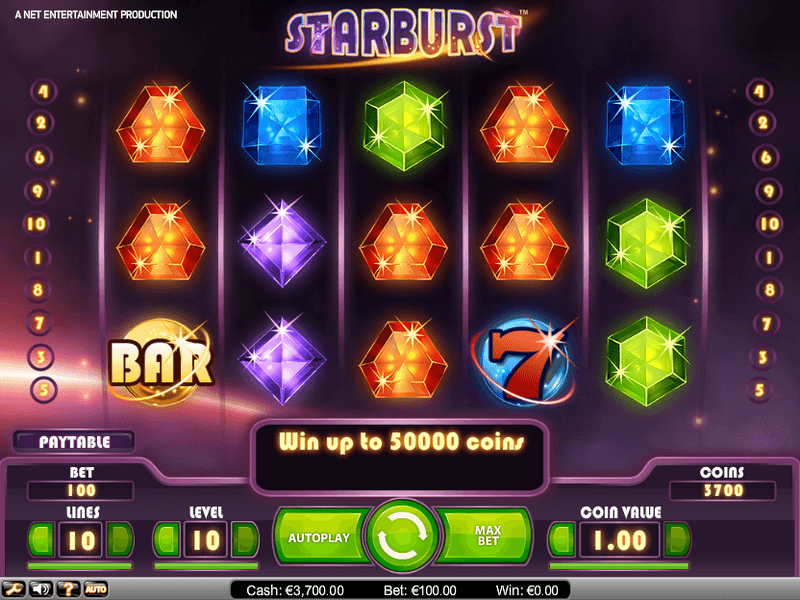 A NET ENTERTAINMENT PRODUCTION
STARBURST™
4 4
2 2
6 6
9 9
10 10
1 1
8 8
7 7
3 3
5 5
BAR 7
PAYTABLE
Win up to 50000 coins
BET
100
COINS
3700
LINES
10
LEVEL
10
AUTOPLAY
MAX
BET
COIN VALUE
1.00
? AUTO
Cash: €3,700.00 Bet: €100.00 Win: €0.00